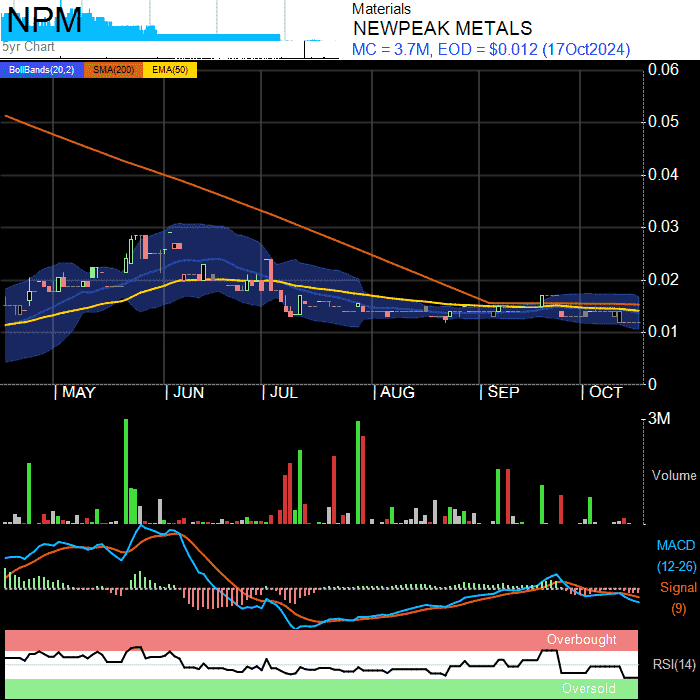 NPM
5yr Chart
Materials
NEWPEAK METALS
MC = 3.7M, EOD = $0.012 (17Oct2024)
BollBands(20,2) SMA(200) EMA(50)
0.06
0.05
0.04
0.03
0.02
0.01
0
MAY JUN JUL AUG SEP OCT
3M
Volume
MACD
(12-26)
Signal
(9)
Overbought
RSI(14)
Oversold